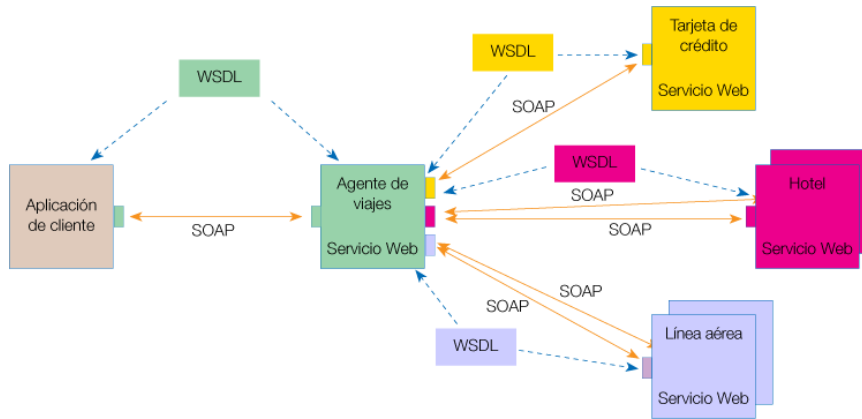 Tarjeta de
crédito
Servicio Web
WSDL
WSDL
SOAP
WSDL
Hotel
Servicio Web
Agente de
viajes
Servicio Web
Aplicación
de cliente
SOAP
SOAP
SOAP
SOAP
SOAP
WSDL
Línea aérea
Servicio Web